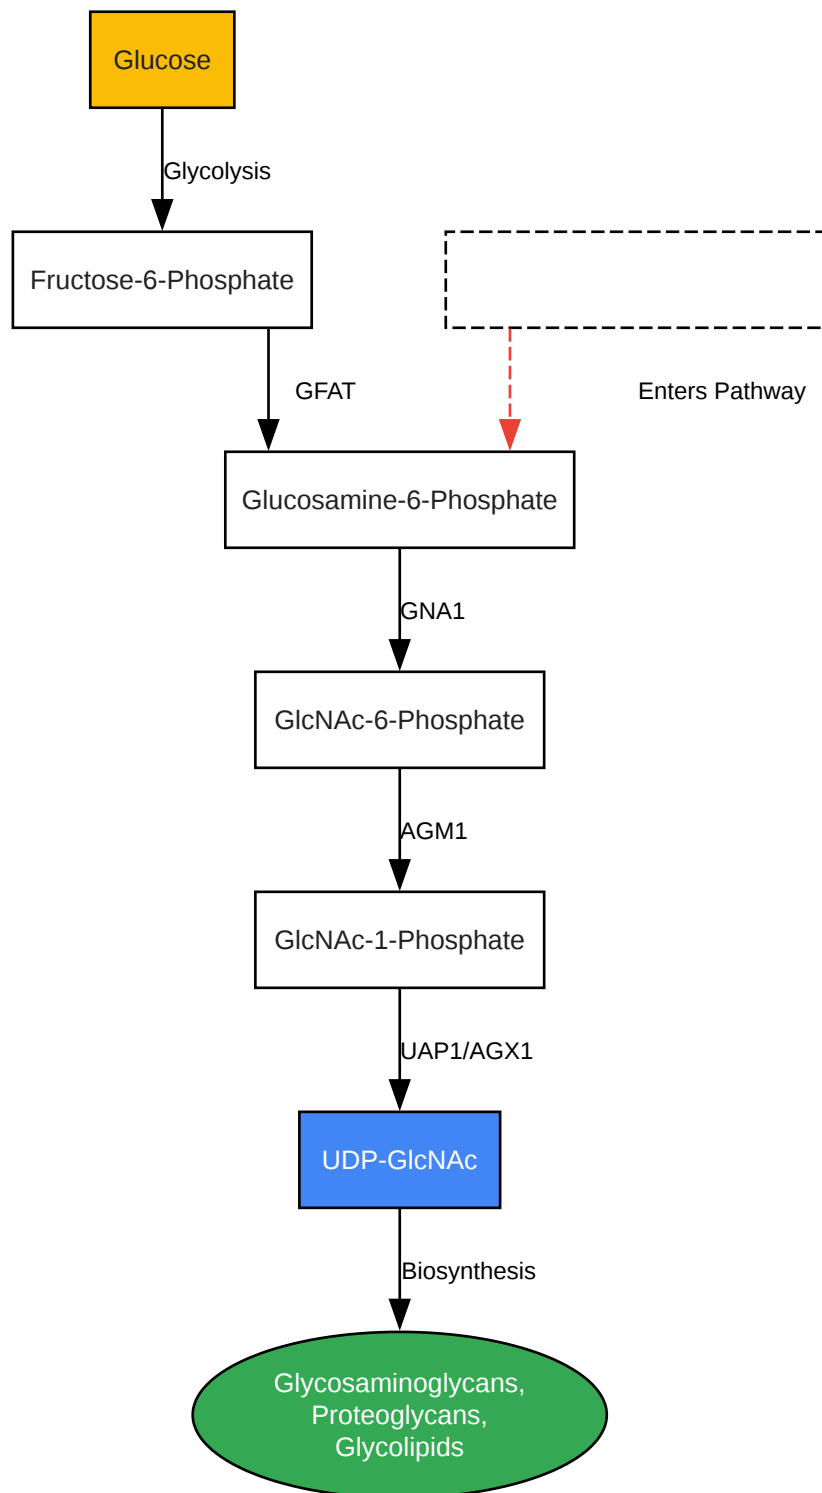 Glucose
Glycolysis
Fructose-6-Phosphate
GFAT
Enters Pathway
Glucosamine-6-Phosphate
GNA1
GlcNAc-6-Phosphate
AGM1
GlcNAc-1-Phosphate
UAP1/AGX1
UDP-GlcNAc
Biosynthesis
Glycosaminoglycans,
Proteoglycans,
Glycolipids